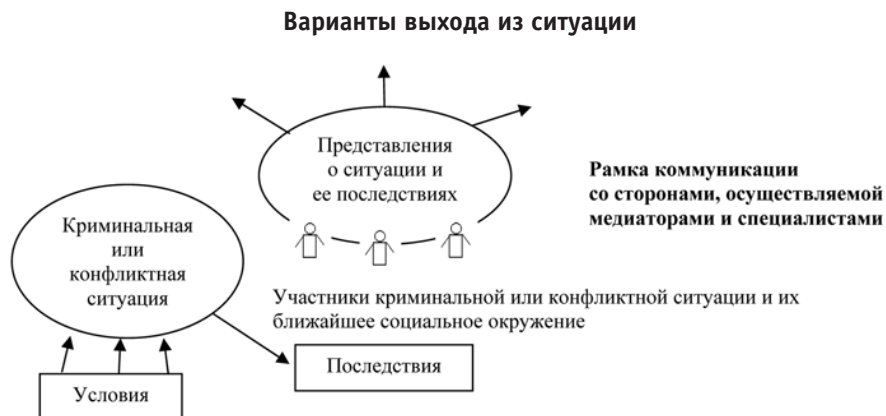 Варианты выхода из ситуации
Представления
о ситуации и
ее последствиях
Рамка коммуникации
со сторонами, осуществляемой
медиаторами и специалистами
Криминальная
или
конфликтная
ситуация
Участники криминальной или конфликтной ситуации и их
ближайшее социальное окружение
Последствия
Условия